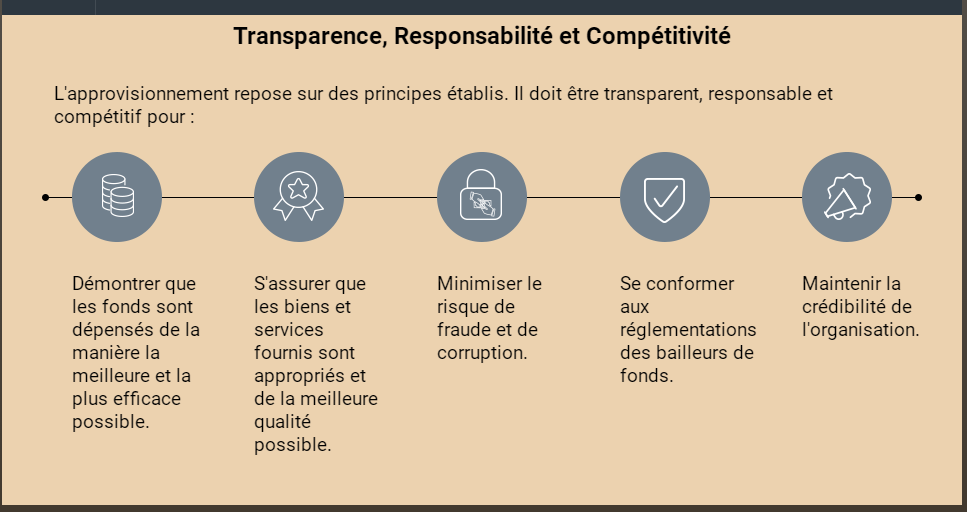 Transparence, Responsabilité et Compétitivité
L'approvisionnement repose sur des principes établis. Il doit être transparent, responsable et
compétitif pour :
Démontrer que
les fonds sont
dépensés de la
manière la
meilleure et la
plus efficace
possible.
S'assurer que
les biens et
services
fournis sont
appropriés et
de la meilleure
qualité
possible.
Minimiser le
risque de
fraude et de
corruption.
Se conformer
aux
réglementations
des bailleurs de
fonds.
Maintenir la
crédibilité de
l'organisation.